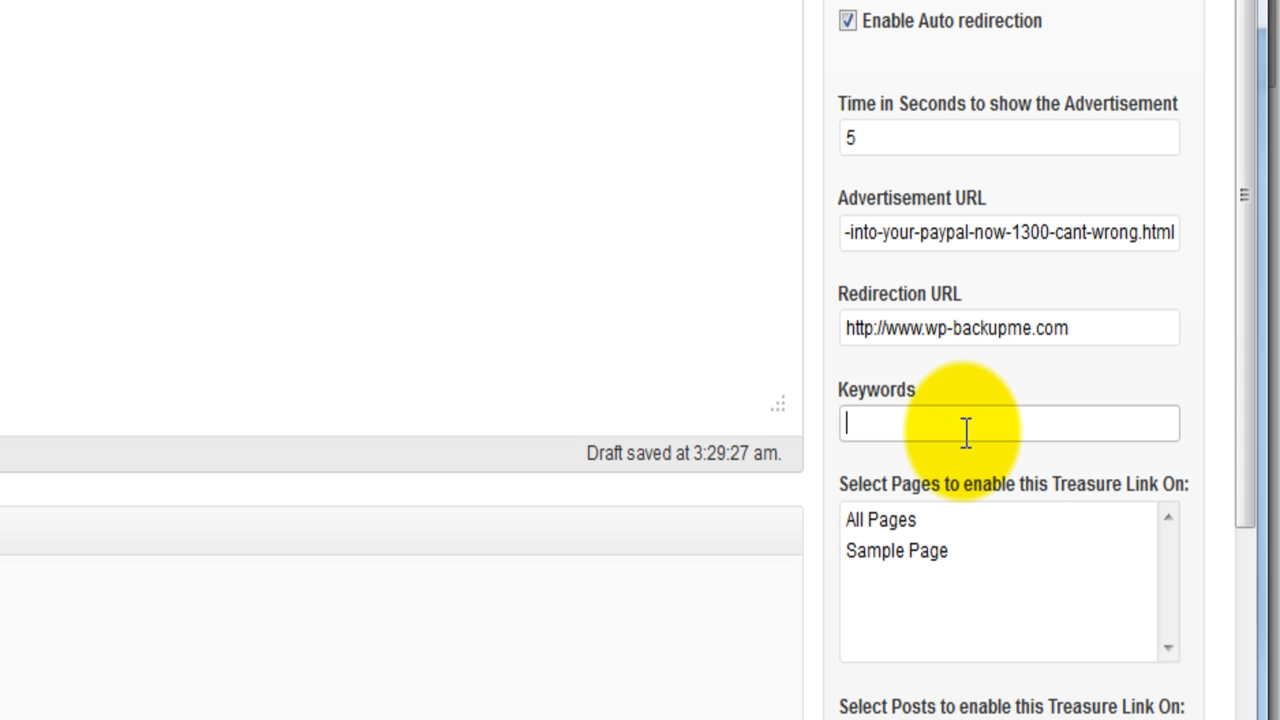 Enable Auto redirection
Time in Seconds to show the Advertisement
5
Advertisement URL
-into-your-paypal-now-1300-cant-wrong.html
Redirection URL
http://www.wp-backupme.com
Keywords
Draft saved at 3:29:27 am.
Select Pages to enable this Treasure Link On:
All Pages
Sample Page
Select Posts to enable this Treasure Link On: